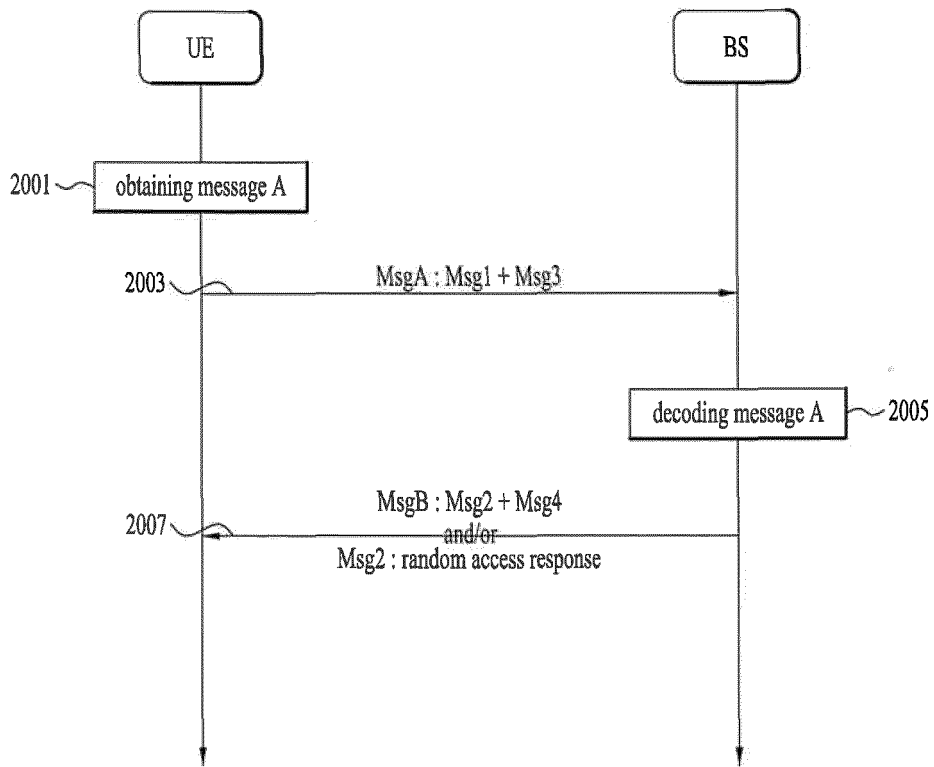 UE
BS
2001
obtaining message A
2003
MsgA : Msg1 + Msg3
decoding message A
2005
MsgB : Msg2 + Msg4
2007
and/or
Msg2 : random access response